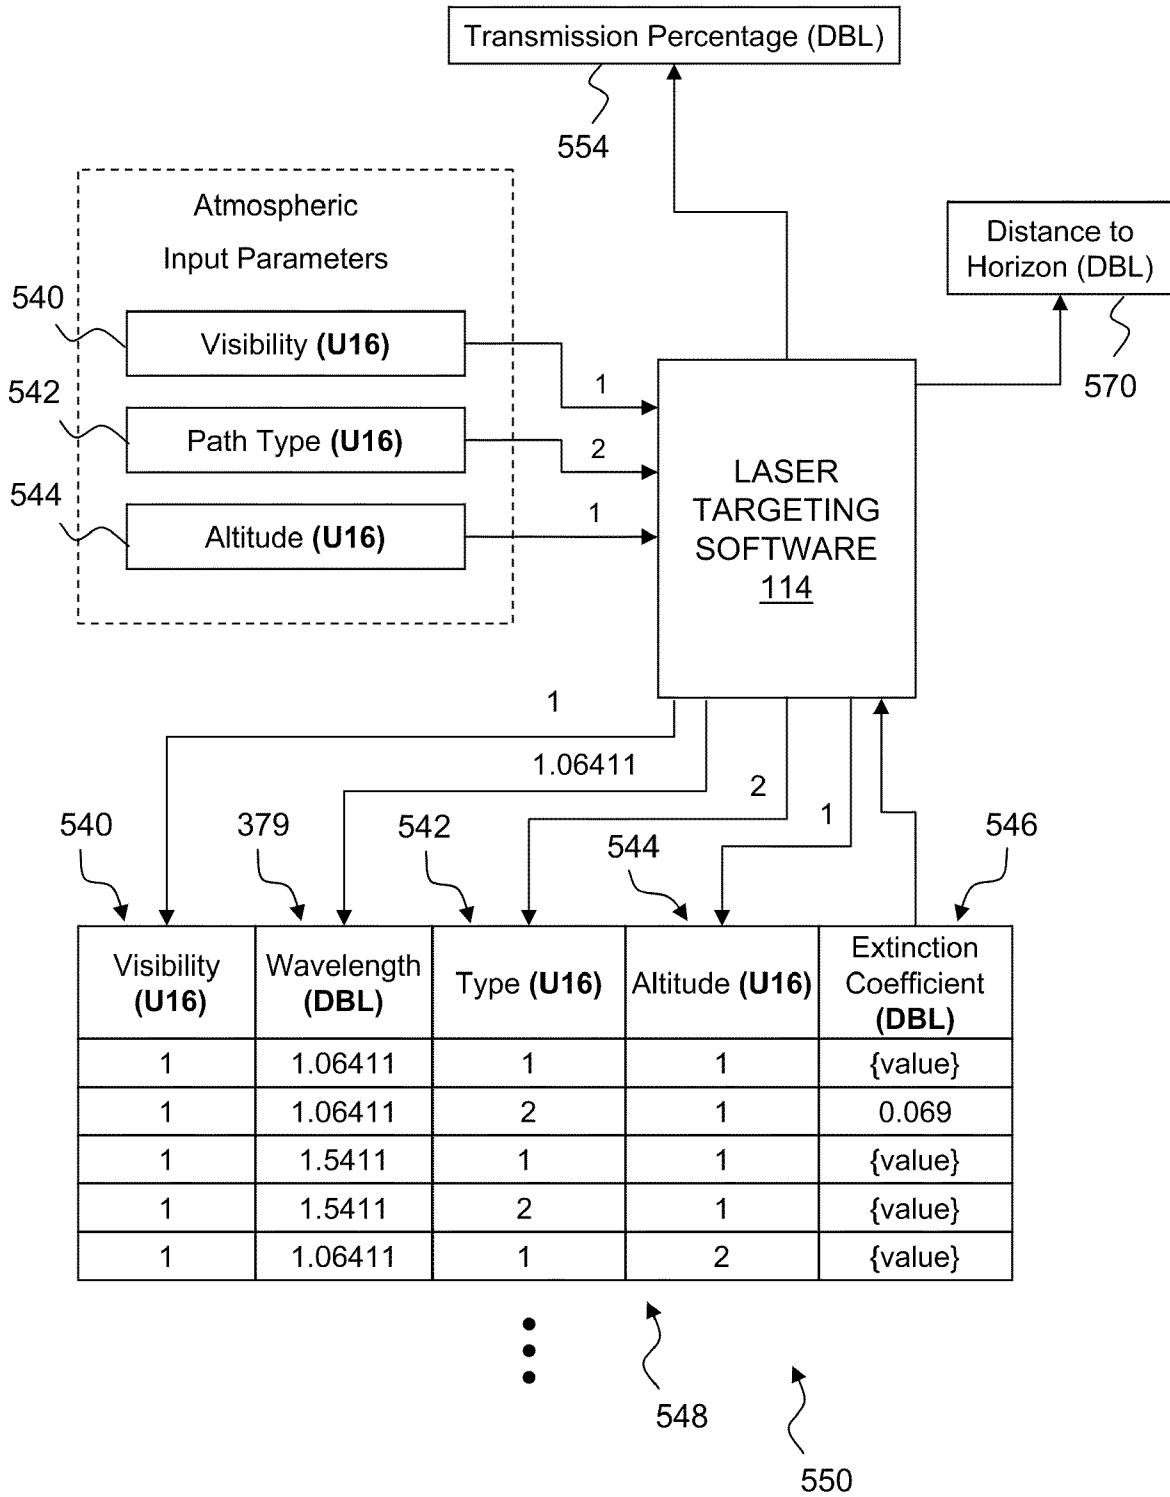 Transmission Percentage (DBL)
554
Atmospheric
Input Parameters
Distance to
Horizon (DBL)
570
540
Visibility (U16)
1
542
Path Type (U16)
2
544
Altitude (U16)
1
LASER
TARGETING
SOFTWARE
114
1
1.06411
2
1
540
379
542
544
546
Visibility
(U16)
Wavelength
(DBL)
Type (U16)
Altitude (U16)
Extinction
Coefficient
(DBL)
1 1.06411 1 1 {value}
1 1.06411 2 1 0.069
1 1.5411 1 1 {value}
1 1.5411 2 1 {value}
1 1.06411 1 2 {value}
548
550